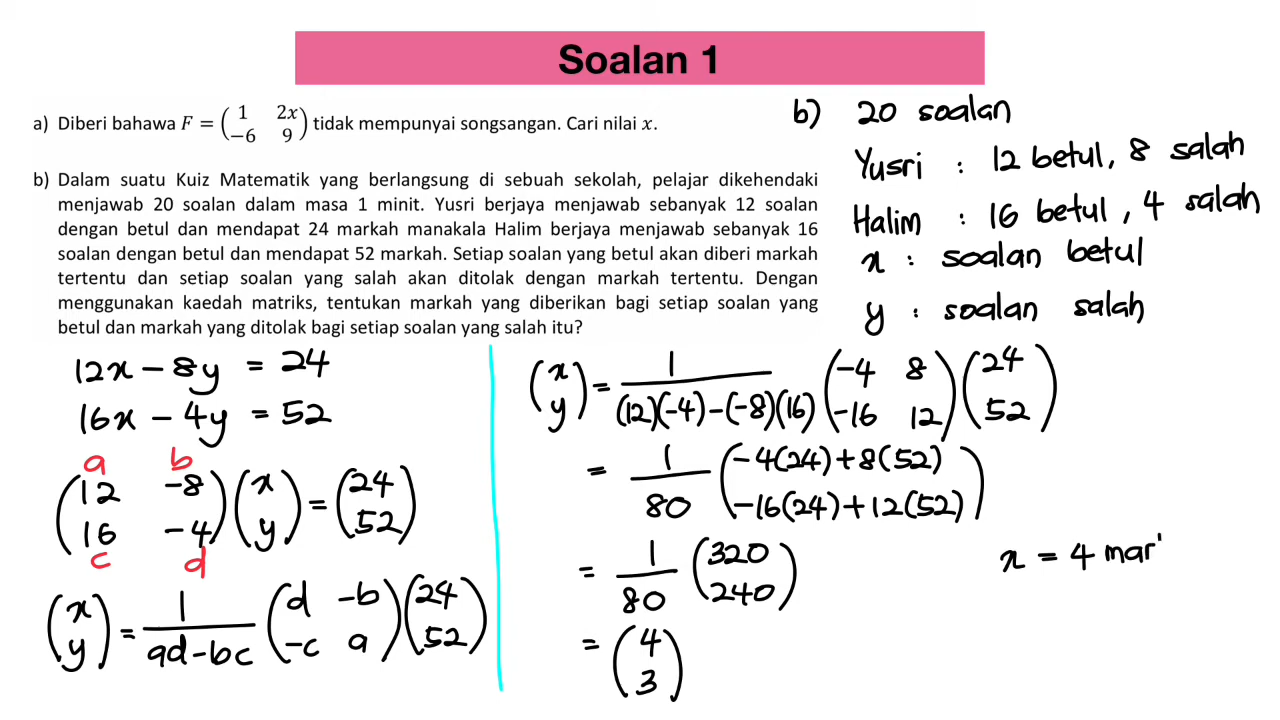 Soalan 1
a) Diberi bahawa F = (1 2x
-6 9) tidak mempunyai songsangan. Cari nilai x.
b) Dalam suatu Kuiz Matematik yang berlangsung di sebuah sekolah, pelajar dikehendaki
menjawab 20 soalan dalam masa 1 minit. Yusri berjaya menjawab sebanyak 12 soalan
dengan betul dan mendapat 24 markah manakala Halim berjaya menjawab sebanyak 16
soalan dengan betul dan mendapat 52 markah. Setiap soalan yang betul akan diberi markah
tertentu dan setiap soalan yang salah akan ditolak dengan markah tertentu. Dengan
menggunakan kaedah matriks, tentukan markah yang diberikan bagi setiap soalan yang
betul dan markah yang ditolak bagi setiap soalan yang salah itu?
b) 20 soalan
Yusri : 12 betul, 8 salah
Halim : 16 betul, 4 salah
x : soalan betul
y : soalan salah
12x - 8y = 24
16x - 4y = 52
a b
(12 -8) (x) = (24)
(16 -4) (y) (52)
c d
(x) = 1 (d -b) (24)
(y) ad-bc (-c a) (52)
(x) = 1 (-4 8) (24)
(y) (12)(-4)-(-8)(16) (-16 12) (52)
= 1 (-4(24)+8(52))
80 (-16(24)+12(52))
= 1 (320)
80 (240)
= (4)
(3)
x = 4 mar